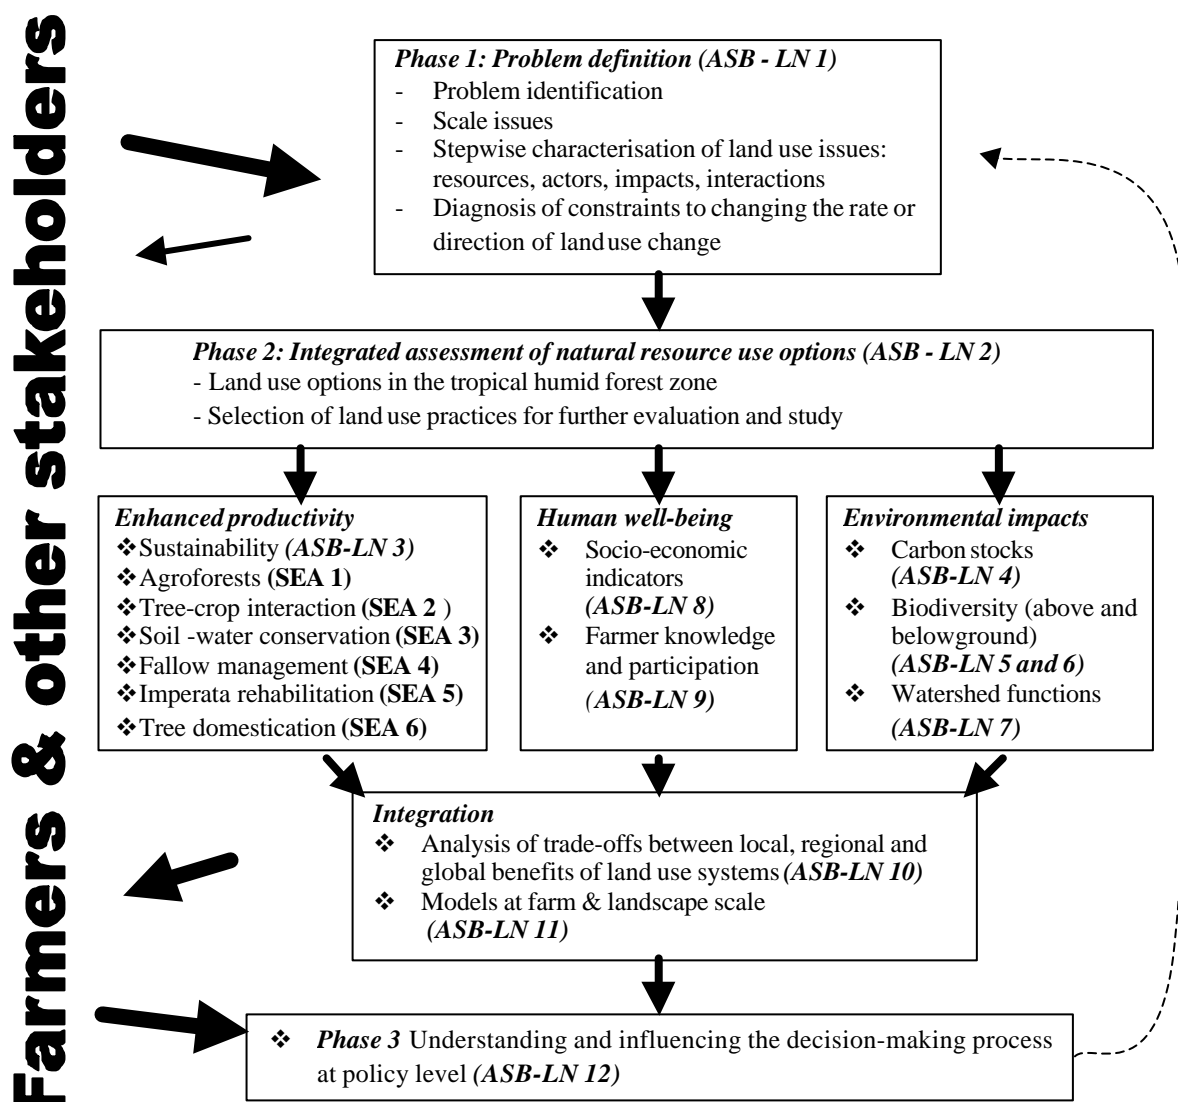 Farmers & other stakeholders
Phase 1: Problem definition (ASB - LN 1)
- Problem identification
- Scale issues
- Stepwise characterisation of land use issues:
resources, actors, impacts, interactions
- Diagnosis of constraints to changing the rate or
direction of land use change
Phase 2: Integrated assessment of natural resource use options (ASB - LN 2)
- Land use options in the tropical humid forest zone
- Selection of land use practices for further evaluation and study
Enhanced productivity
❖Sustainability (ASB-LN 3)
❖Agroforests (SEA 1)
❖Tree-crop interaction (SEA 2 )
❖Soil -water conservation (SEA 3)
❖Fallow management (SEA 4)
❖Imperata rehabilitation (SEA 5)
❖Tree domestication (SEA 6)
Human well-being
❖ Socio-economic
indicators
(ASB-LN 8)
❖ Farmer knowledge
and participation
(ASB-LN 9)
Environmental impacts
❖ Carbon stocks
(ASB-LN 4)
❖ Biodiversity (above and
belowground)
(ASB-LN 5 and 6)
❖ Watershed functions
(ASB-LN 7)
Integration
❖ Analysis of trade-offs between local, regional and
global benefits of land use systems (ASB-LN 10)
❖ Models at farm & landscape scale
(ASB-LN 11)
❖ Phase 3 Understanding and influencing the decision-making process
at policy level (ASB-LN 12)